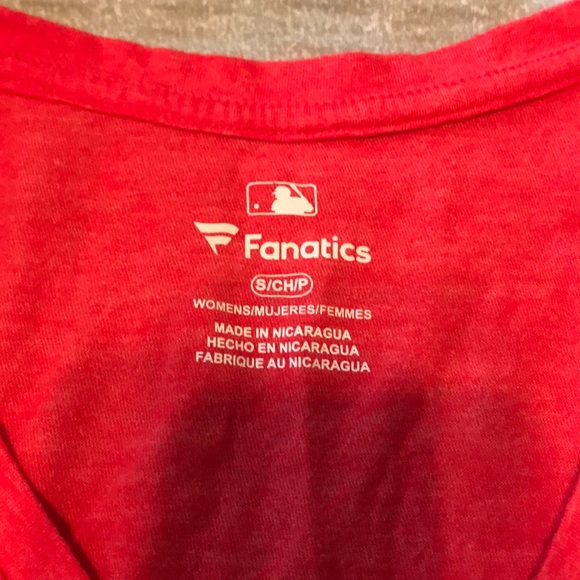 Fanatics
S/CH/P
WOMENS/MUJERES/FEMMES
MADE IN NICARAGUA
HECHO EN NICARAGUA
FABRIQUE AU NICARAGUA